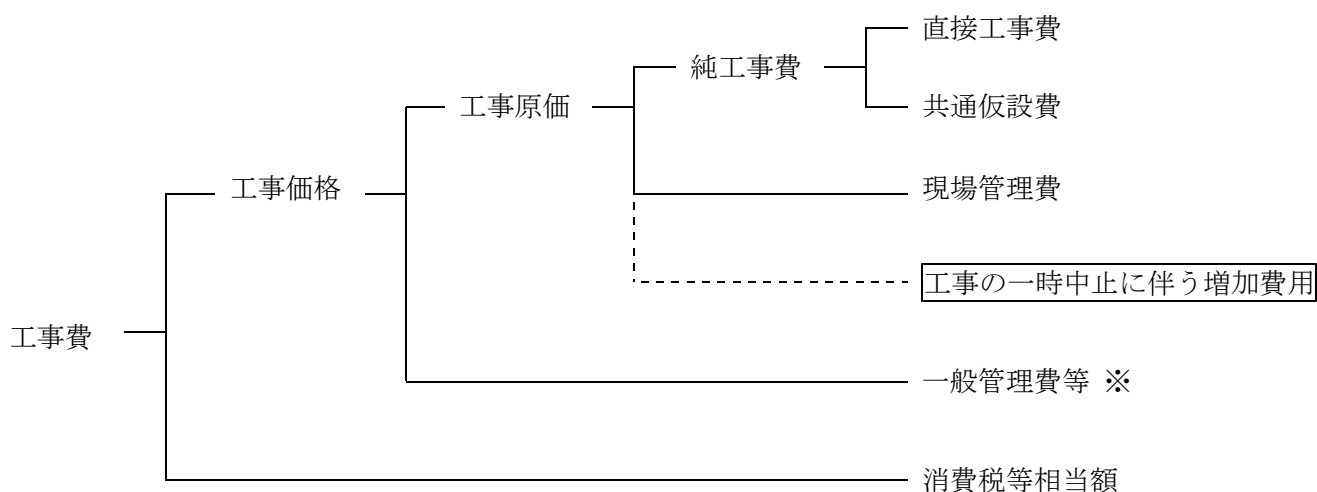 直接工事費
純工事費
工事原価
共通仮設費
工事価格
現場管理費
工事の一時中止に伴う増加費用
工事費
一般管理費等 ※
消費税等相当額